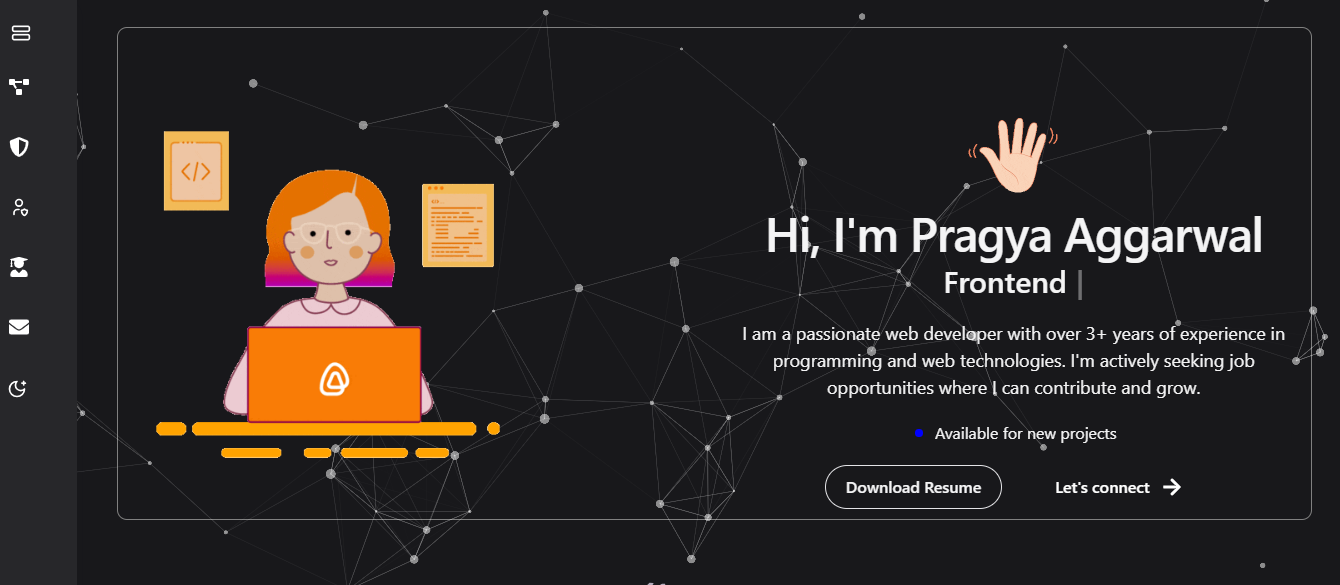 </>
Hi, I'm Pragya Aggarwal
Frontend |
I am a passionate web developer with over 3+ years of experience in
programming and web technologies. I'm actively seeking job
opportunities where I can contribute and grow.
Available for new projects
Download Resume
Let's connect